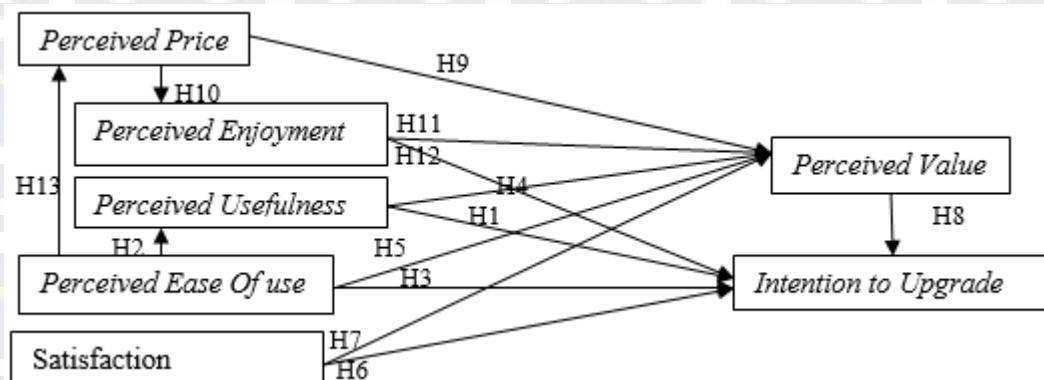 Perceived Price
H9
H10
Perceived Enjoyment
H11
H12
Perceived Value
H13
Perceived Usefulness
H4
H1
H8
H2
H5
Perceived Ease Of use
H3
Intention to Upgrade
Satisfaction
H7
H6